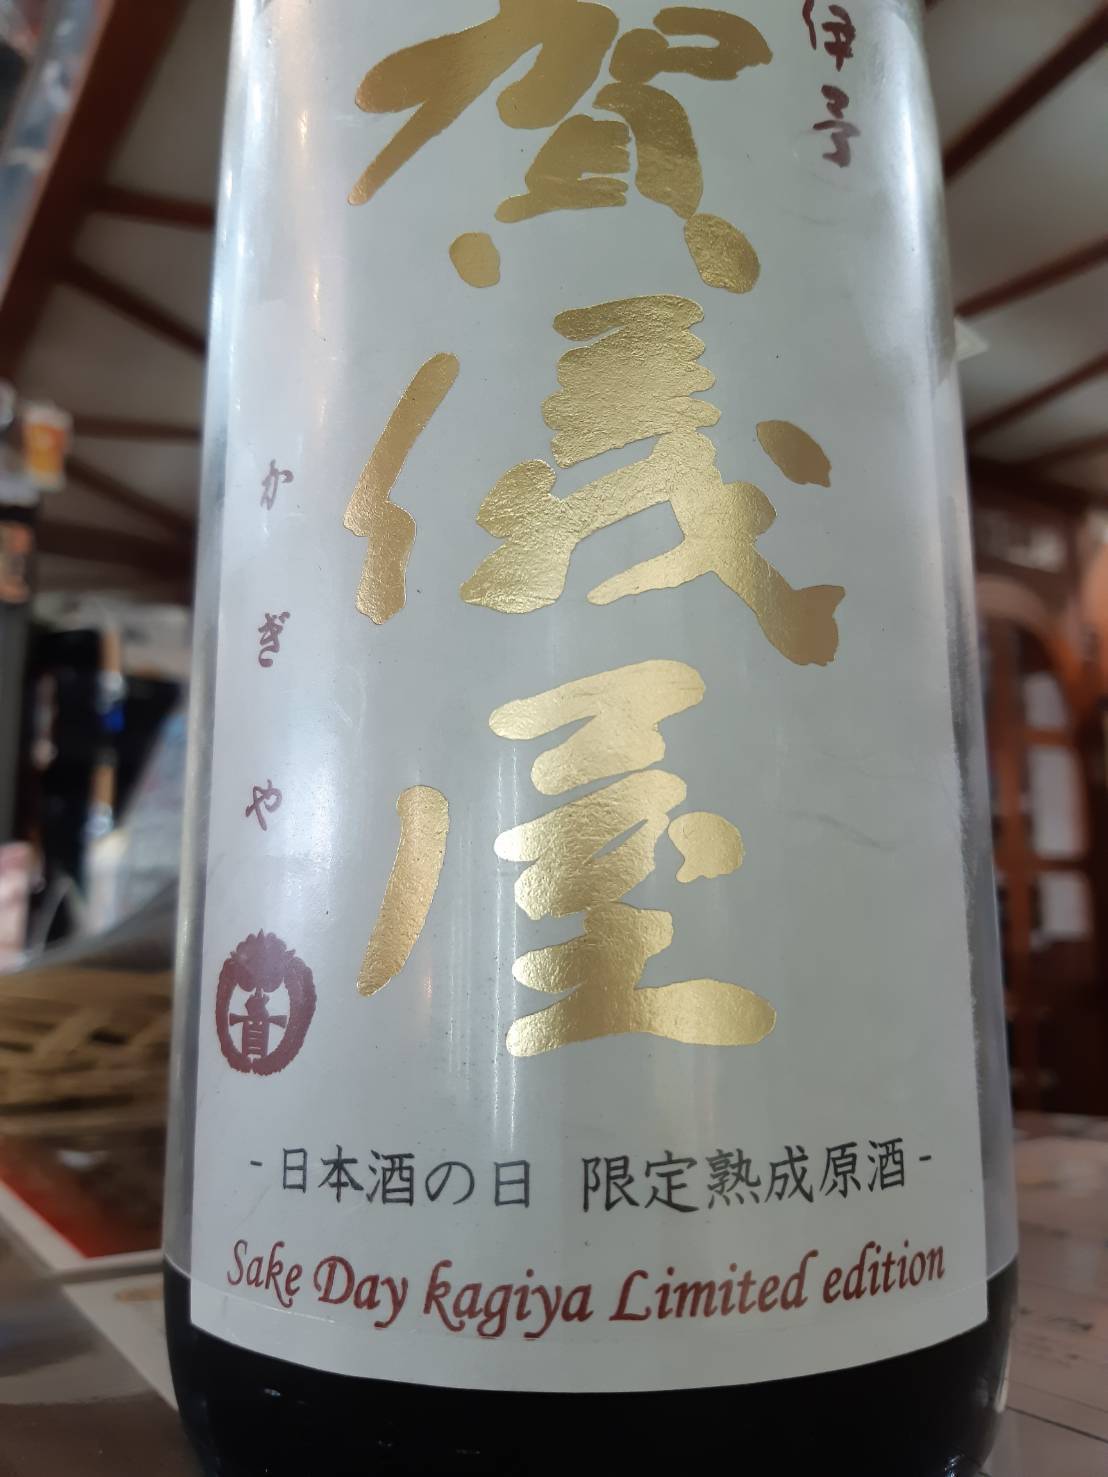 伊予
賀儀屋
かぎや
-日本酒の日 限定熟成原酒-
Sake Day kagiya Limited edition